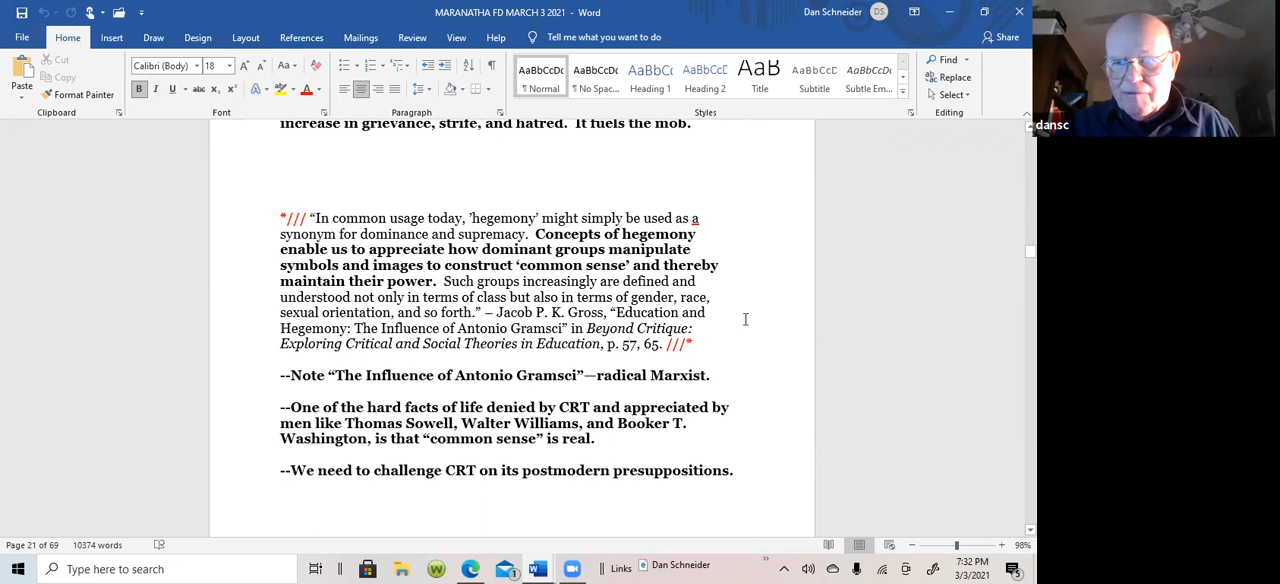 MARANATHA FD MARCH 3 2021 - Word
Dan Schneider
DS
File
Home
Insert
Draw
Design
Layout
References
Mailings
Review
View
Help
Tell me what you want to do
Share
Paste
Cut
Copy
Format Painter
Calibri (Body)
18
Clipboard
Font
Paragraph
AaBbCcDc
AaBbCcDc
AaBbCc
AaBbCcD
AaB
AaBbCcD
AaBbCcDc
¶ Normal
¶ No Spac...
Heading 1
Heading 2
Title
Subtitle
Subtle Em...
Styles
Find
Replace
Select
Editing
dansc
increase in grievance, strife, and hatred.  It fuels the mob.
*/// “In common usage today, ’hegemony’ might simply be used as a
synonym for dominance and supremacy.  Concepts of hegemony
enable us to appreciate how dominant groups manipulate
symbols and images to construct ‘common sense’ and thereby
maintain their power.  Such groups increasingly are defined and
understood not only in terms of class but also in terms of gender, race,
sexual orientation, and so forth.” – Jacob P. K. Gross, “Education and
Hegemony: The Influence of Antonio Gramsci” in Beyond Critique:
Exploring Critical and Social Theories in Education, p. 57, 65. ///*
--Note “The Influence of Antonio Gramsci”—radical Marxist.
--One of the hard facts of life denied by CRT and appreciated by
men like Thomas Sowell, Walter Williams, and Booker T.
Washington, is that “common sense” is real.
--We need to challenge CRT on its postmodern presuppositions.
Page 21 of 69
10374 words
98%
Type here to search
Links
Dan Schneider
7:32 PM
3/3/2021